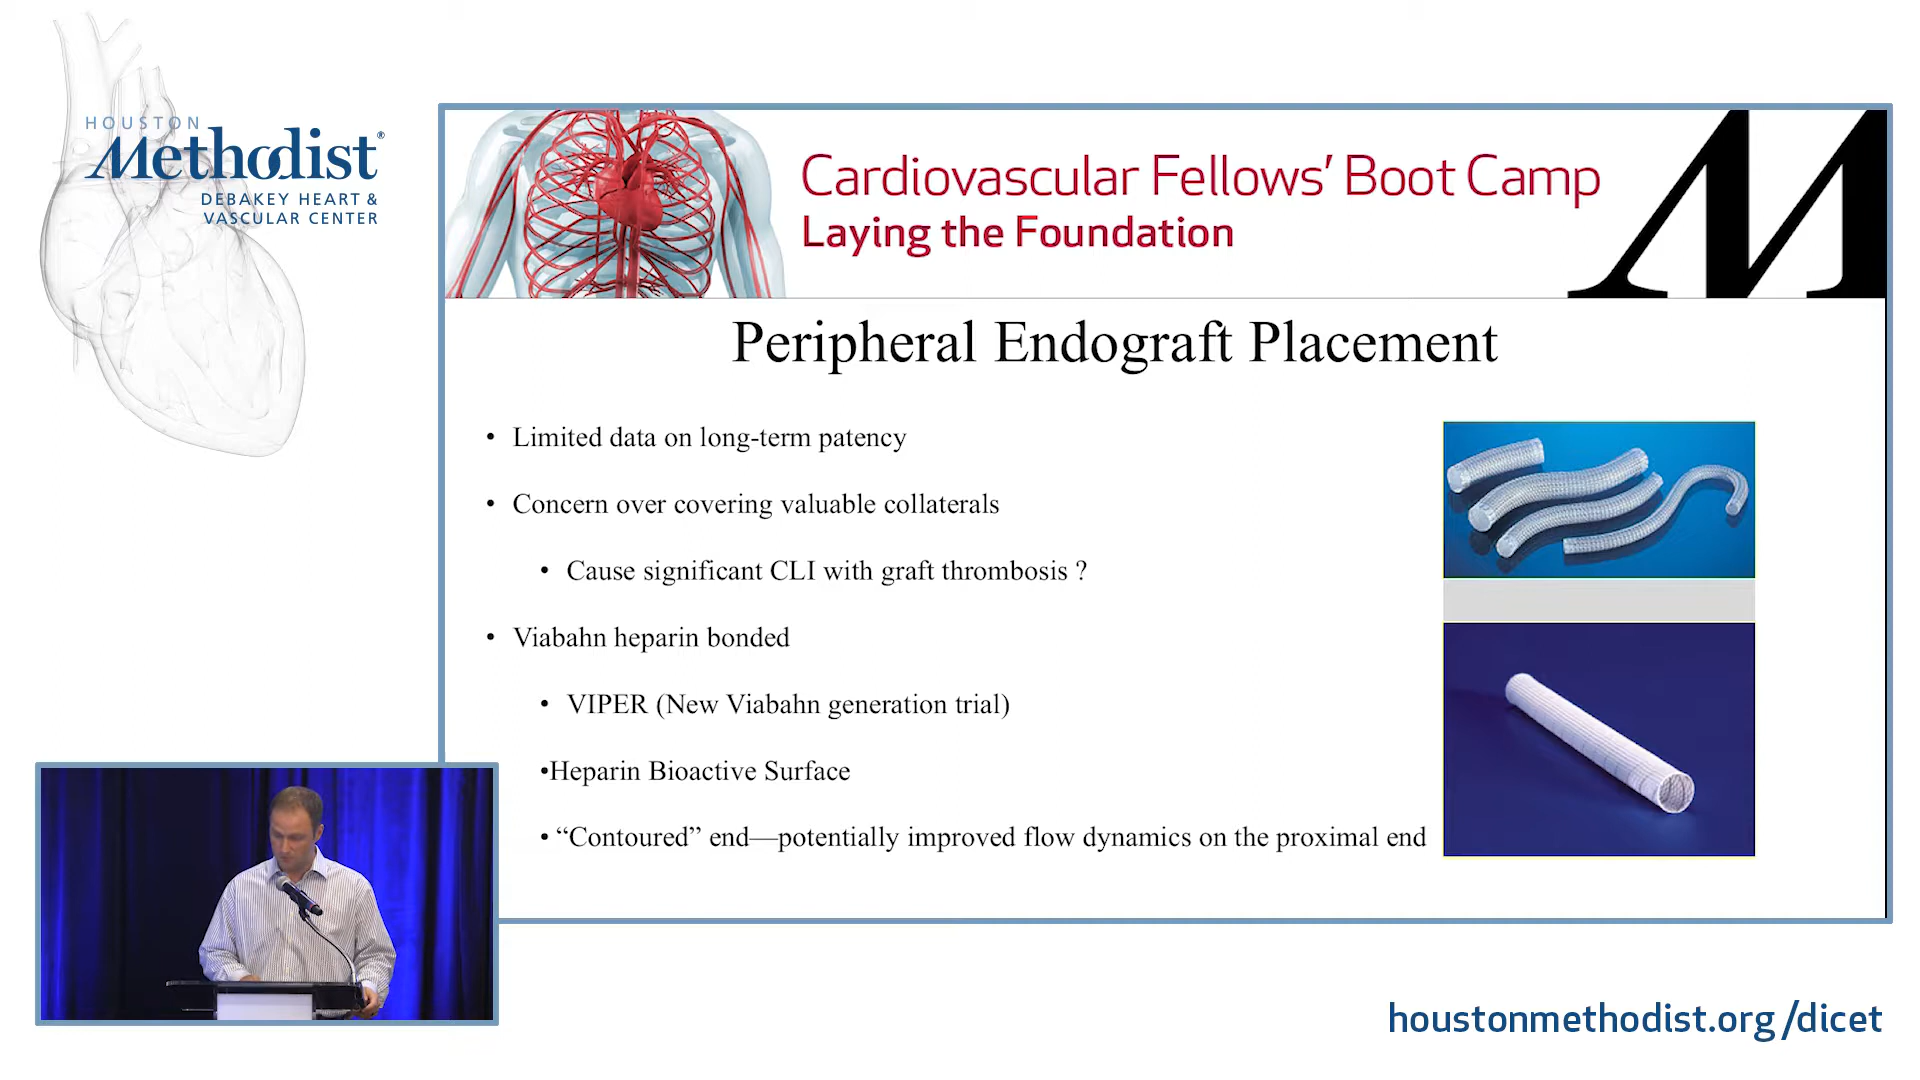 HOUSTON
Methodist®
DEBAKEY HEART &
VASCULAR CENTER
Cardiovascular Fellows’ Boot Camp
Laying the Foundation
M
Peripheral Endograft Placement
• Limited data on long-term patency
• Concern over covering valuable collaterals
• Cause significant CLI with graft thrombosis ?
• Viabahn heparin bonded
• VIPER (New Viabahn generation trial)
•Heparin Bioactive Surface
• “Contoured” end—potentially improved flow dynamics on the proximal end
houstonmethodist.org/dicet